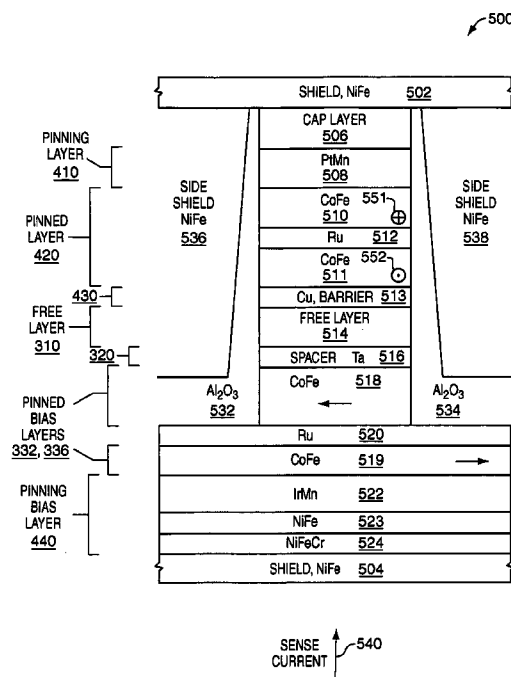 500
SHIELD, NiFe 502
CAP LAYER
506
PINNING
LAYER
410
PtMn
508
SIDE
SHIELD
NiFe
536
CoFe 551
510
SIDE
SHIELD
NiFe
538
PINNED
LAYER
420
Ru 512
CoFe 552
511
430
Cu, BARRIER 513
FREE
LAYER
310
FREE LAYER
514
320
SPACER Ta 516
CoFe 518
Al2O3
532
Al2O3
534
PINNED
BIAS
LAYERS
332, 336
Ru 520
CoFe 519
PINNING
BIAS
LAYER
440
IrMn 522
NiFe 523
NiFeCr 524
SHIELD, NiFe 504
SENSE
CURRENT
540